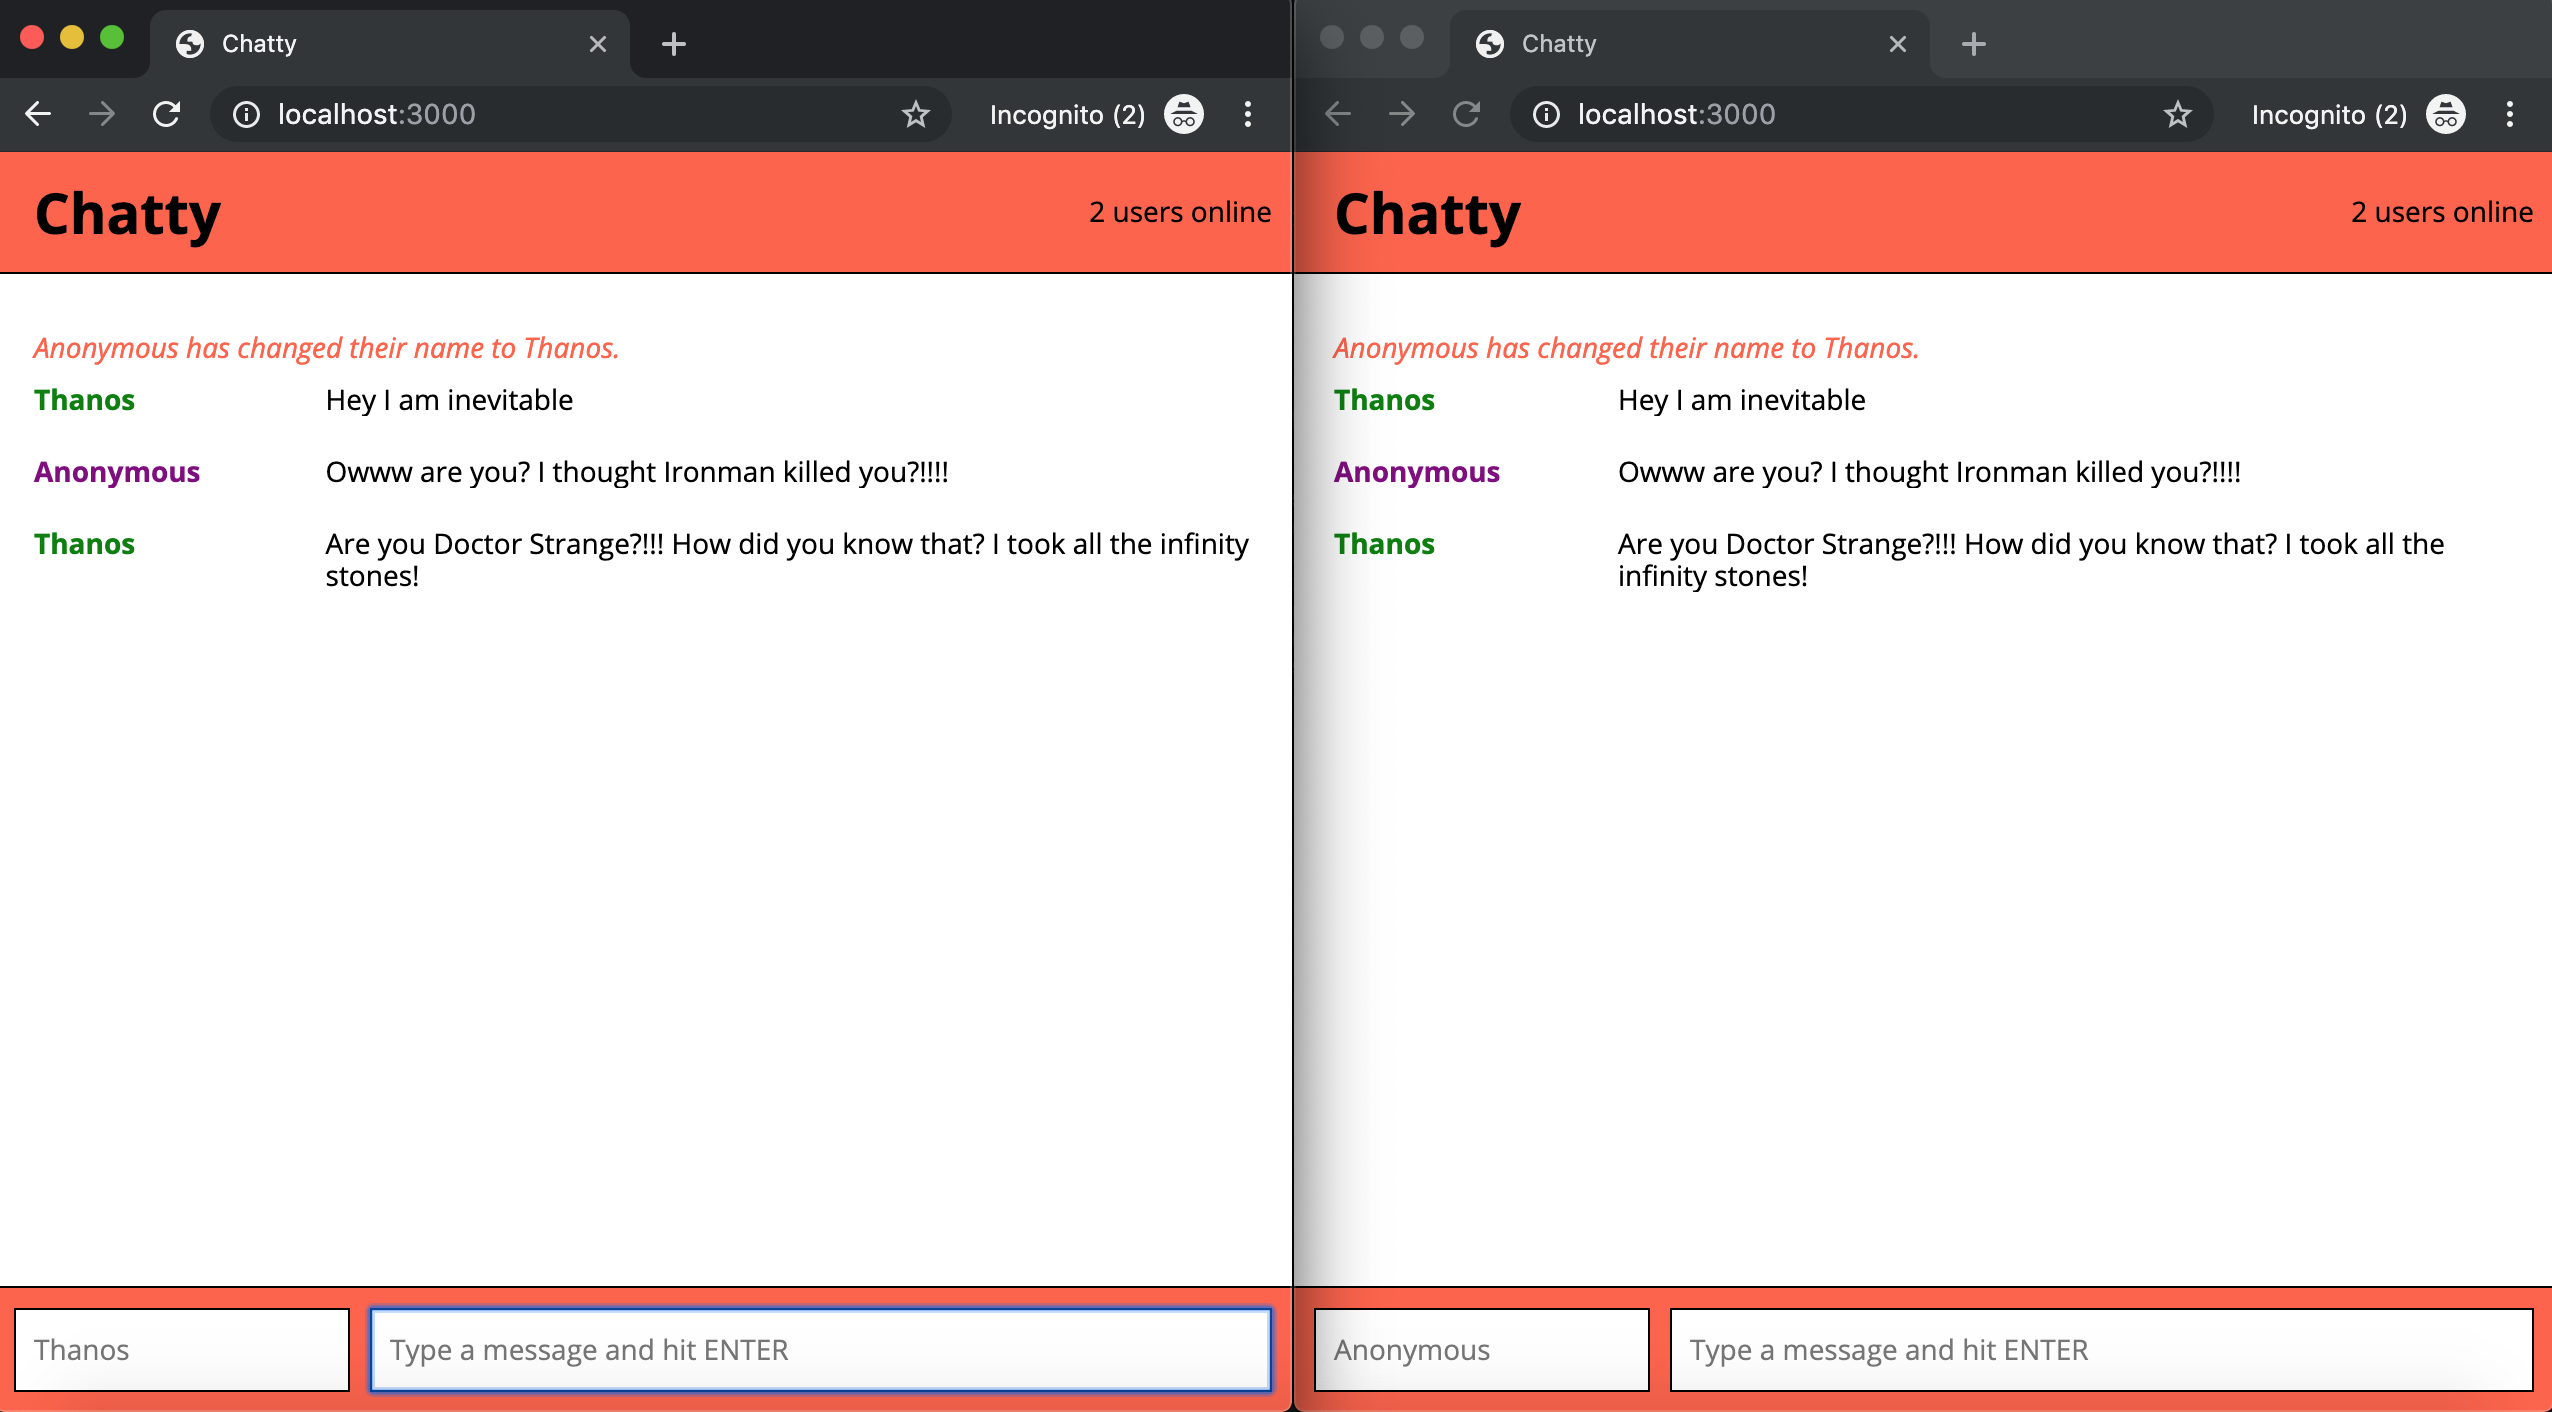 Chatty
localhost:3000
Incognito (2)
Chatty
2 users online
Anonymous has changed their name to Thanos.
Thanos
Hey I am inevitable
Anonymous
Owww are you? I thought Ironman killed you?!!!!
Thanos
Are you Doctor Strange?!!! How did you know that? I took all the infinity
stones!
Thanos
Type a message and hit ENTER
Chatty
localhost:3000
Incognito (2)
Chatty
2 users online
Anonymous has changed their name to Thanos.
Thanos
Hey I am inevitable
Anonymous
Owww are you? I thought Ironman killed you?!!!!
Thanos
Are you Doctor Strange?!!! How did you know that? I took all the
infinity stones!
Anonymous
Type a message and hit ENTER